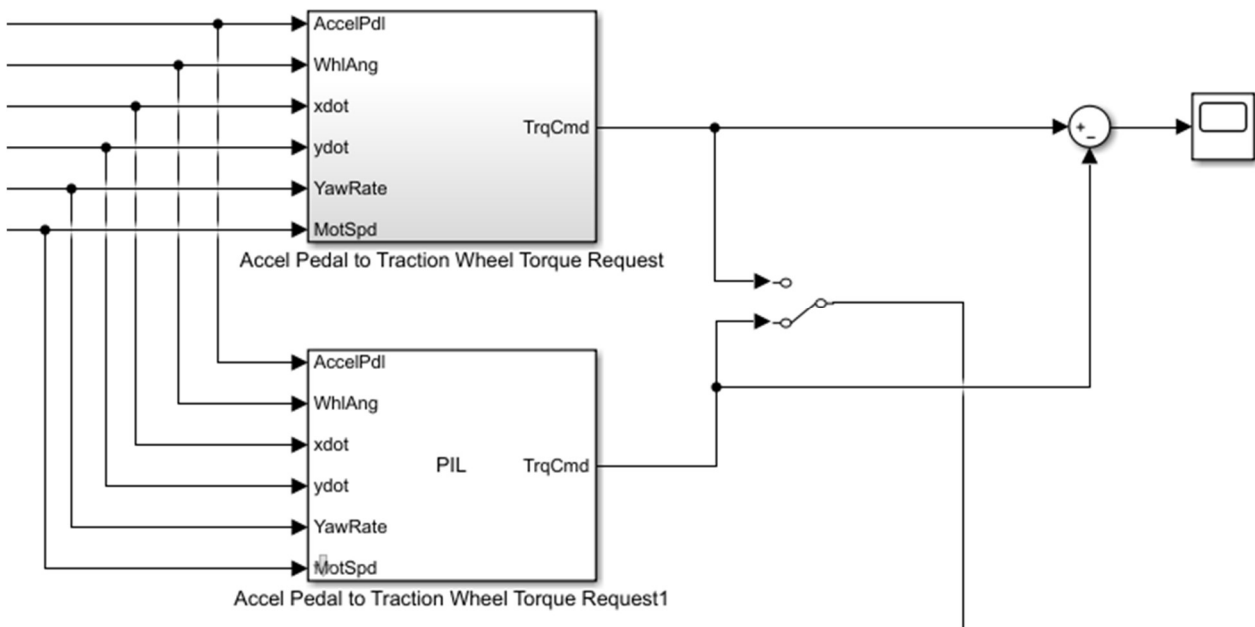 AccelPdl
WhlAng
xdot
TrqCmd
ydot
YawRate
MotSpd
Accel Pedal to Traction Wheel Torque Request
AccelPdl
WhlAng
xdot
PIL
TrqCmd
ydot
YawRate
MotSpd
Accel Pedal to Traction Wheel Torque Request1